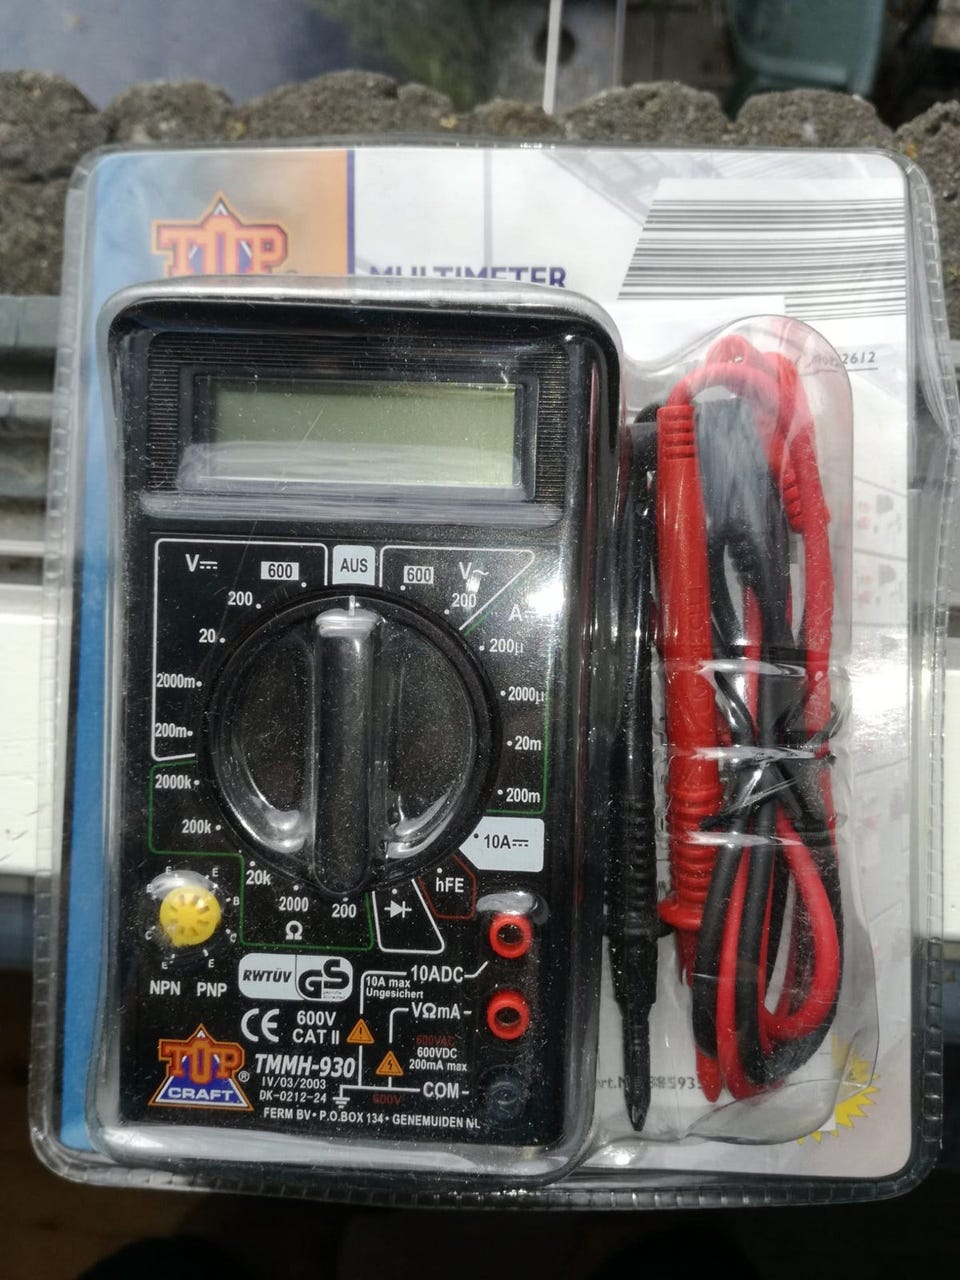 TOP
MULTIMETER
2612
V⎓ 600 AUS 600 V~
200 200 A⎓
20 200µ
2000m 2000µ
200m 20m
2000k 200m
200k 10A⎓
20k 2000 200 hFE
Ω
E E
B B
C C
E E
NPN PNP
RWTÜV GS
10ADC
10A max
Ungesichert
VΩmA
CE 600V
CAT II
600VAC
600VDC
200mA max
TOP
CRAFT ®
TMMH-930
IV/03/2003
DK-0212-24
600V
COM
FERM BV • P.O.BOX 134 • GENEMUIDEN NL